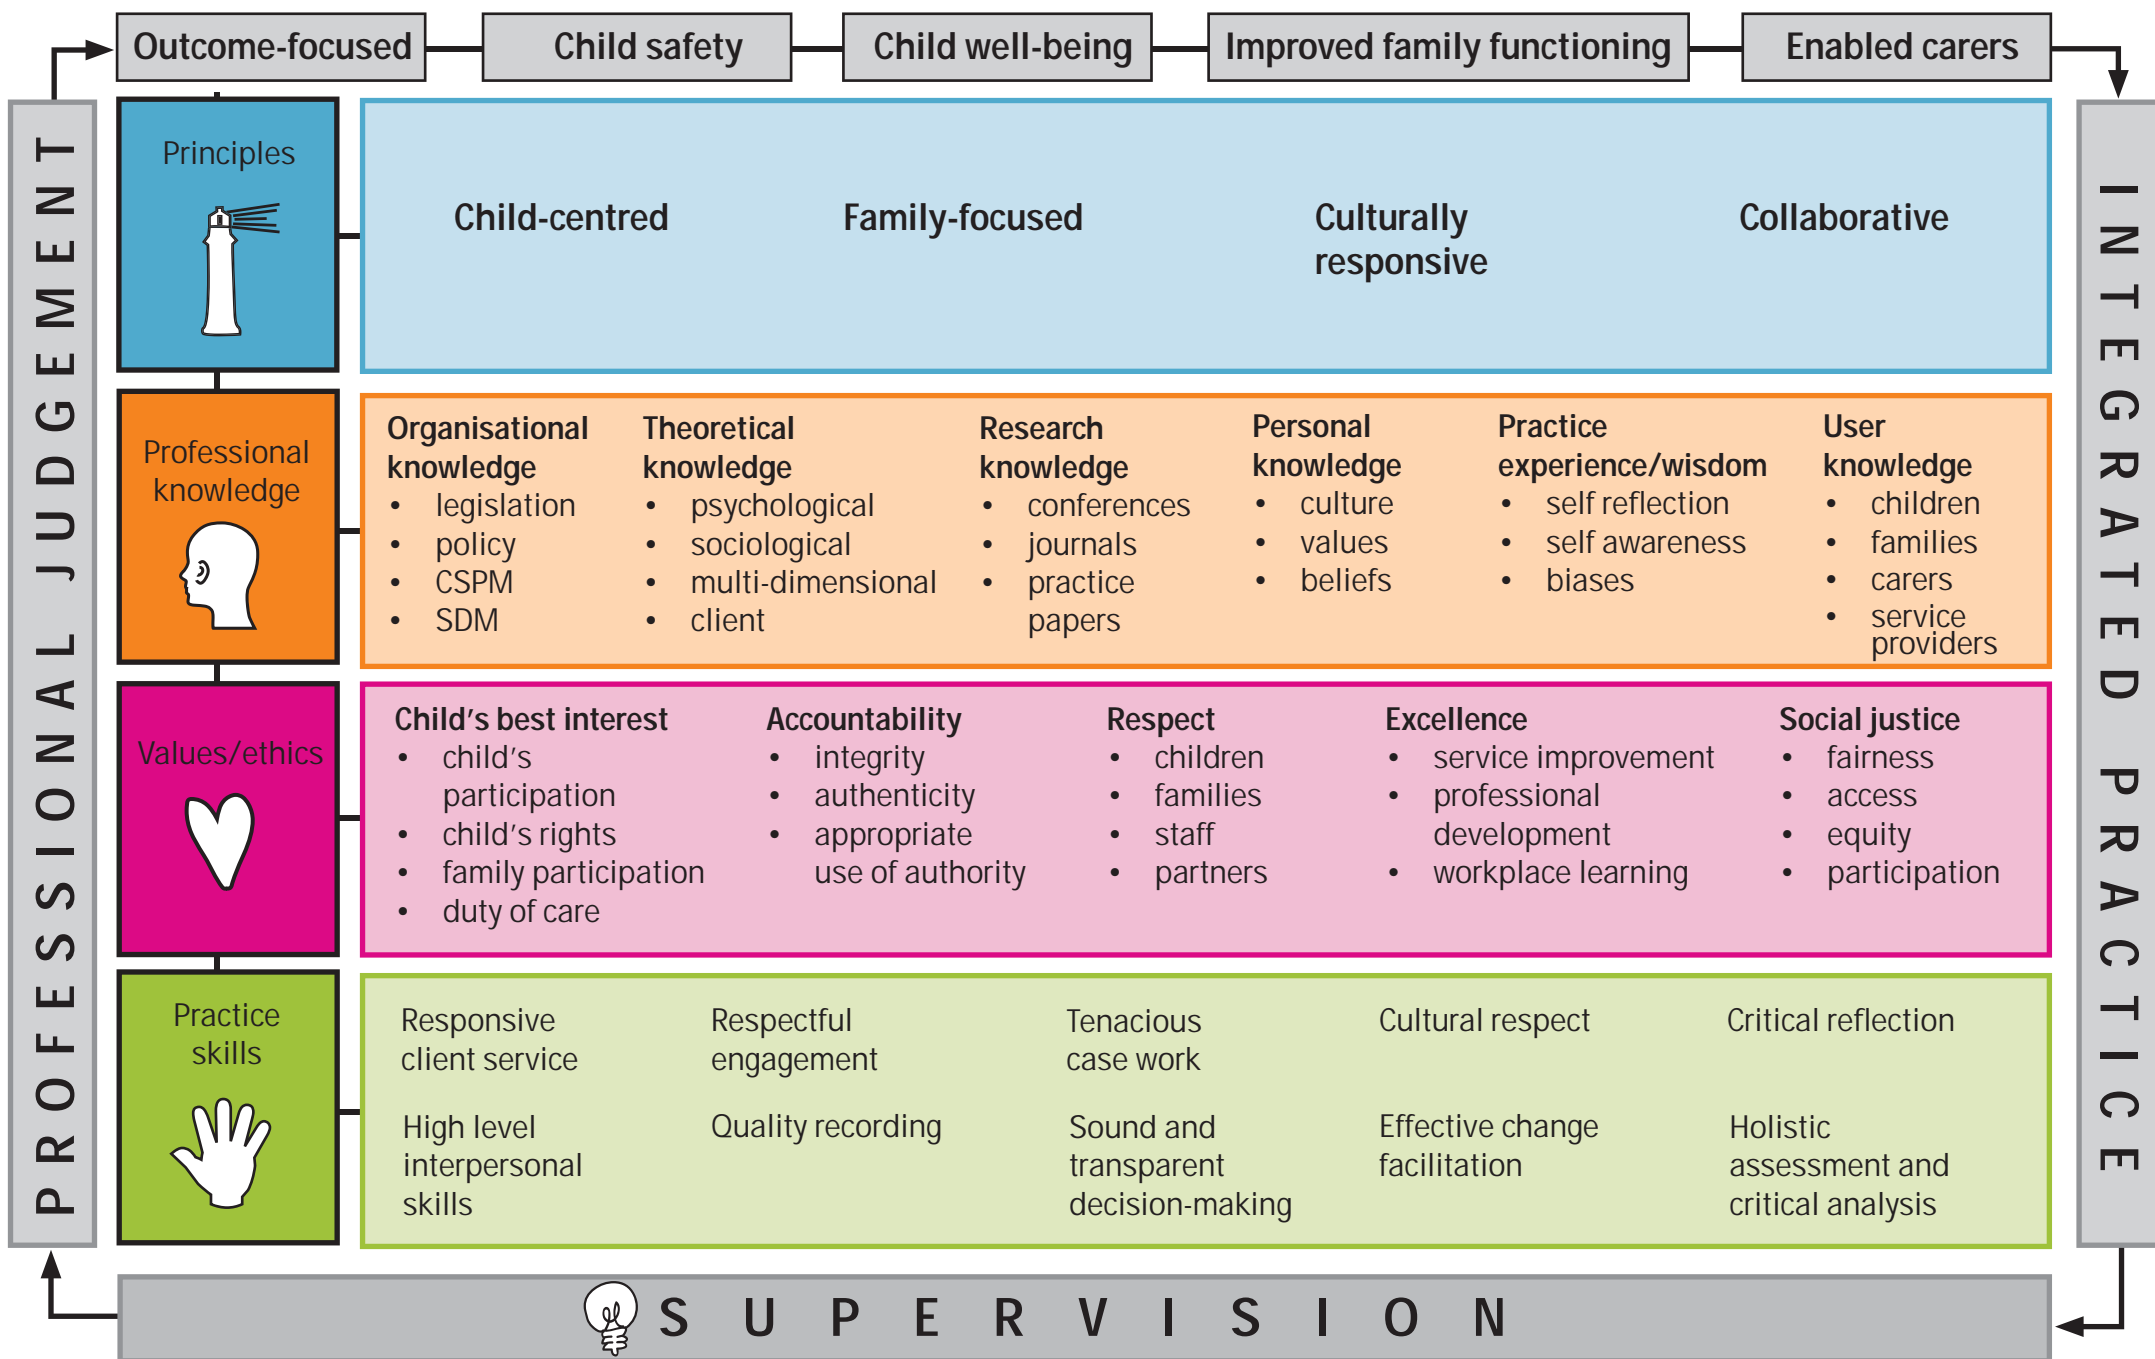 Outcome-focused
Child safety
Child well-being
Improved family functioning
Enabled carers
PROFESSIONAL JUDGEMENT
Principles
Child-centred
Family-focused
Culturally
responsive
Collaborative
Professional
knowledge
Organisational
knowledge
• legislation
• policy
• CSPM
• SDM
Theoretical
knowledge
• psychological
• sociological
• multi-dimensional
• client
Research
knowledge
• conferences
• journals
• practice
papers
Personal
knowledge
• culture
• values
• beliefs
Practice
experience/wisdom
• self reflection
• self awareness
• biases
User
knowledge
• children
• families
• carers
• service
providers
Values/ethics
Child's best interest
• child's
participation
• child's rights
• family participation
• duty of care
Accountability
• integrity
• authenticity
• appropriate
use of authority
Respect
• children
• families
• staff
• partners
Excellence
• service improvement
• professional
development
• workplace learning
Social justice
• fairness
• access
• equity
• participation
Practice
skills
Responsive
client service
Respectful
engagement
Tenacious
case work
Cultural respect
Critical reflection
High level
interpersonal
skills
Quality recording
Sound and
transparent
decision-making
Effective change
facilitation
Holistic
assessment and
critical analysis
INTEGRATED PRACTICE
SUPERVISION